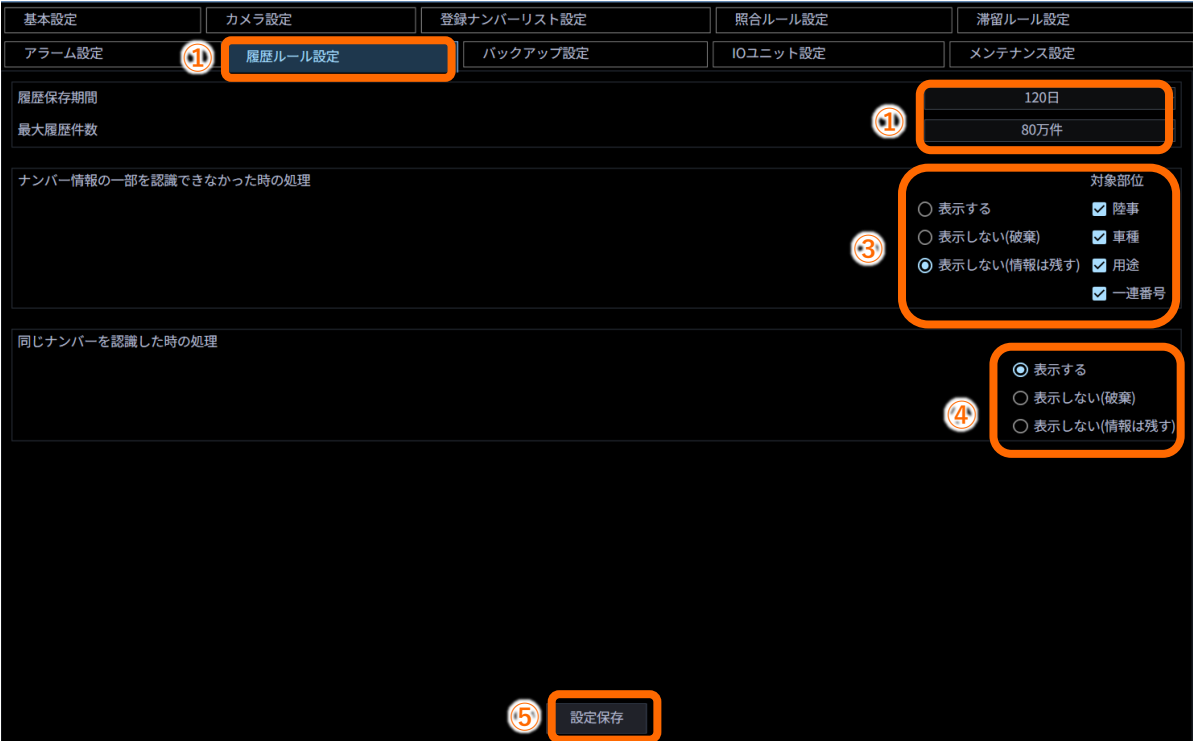 基本設定
カメラ設定
登録ナンバーリスト設定
照合ルール設定
滞留ルール設定
アラーム設定
①
履歴ルール設定
バックアップ設定
IOユニット設定
メンテナンス設定
履歴保存期間
①
120日
最大履歴件数
80万件
ナンバー情報の一部を認識できなかった時の処理
対象部位
③
表示する
陸事
表示しない(破棄)
車種
表示しない(情報は残す)
用途
一連番号
同じナンバーを認識した時の処理
④
表示する
表示しない(破棄)
表示しない(情報は残す)
⑤
設定保存